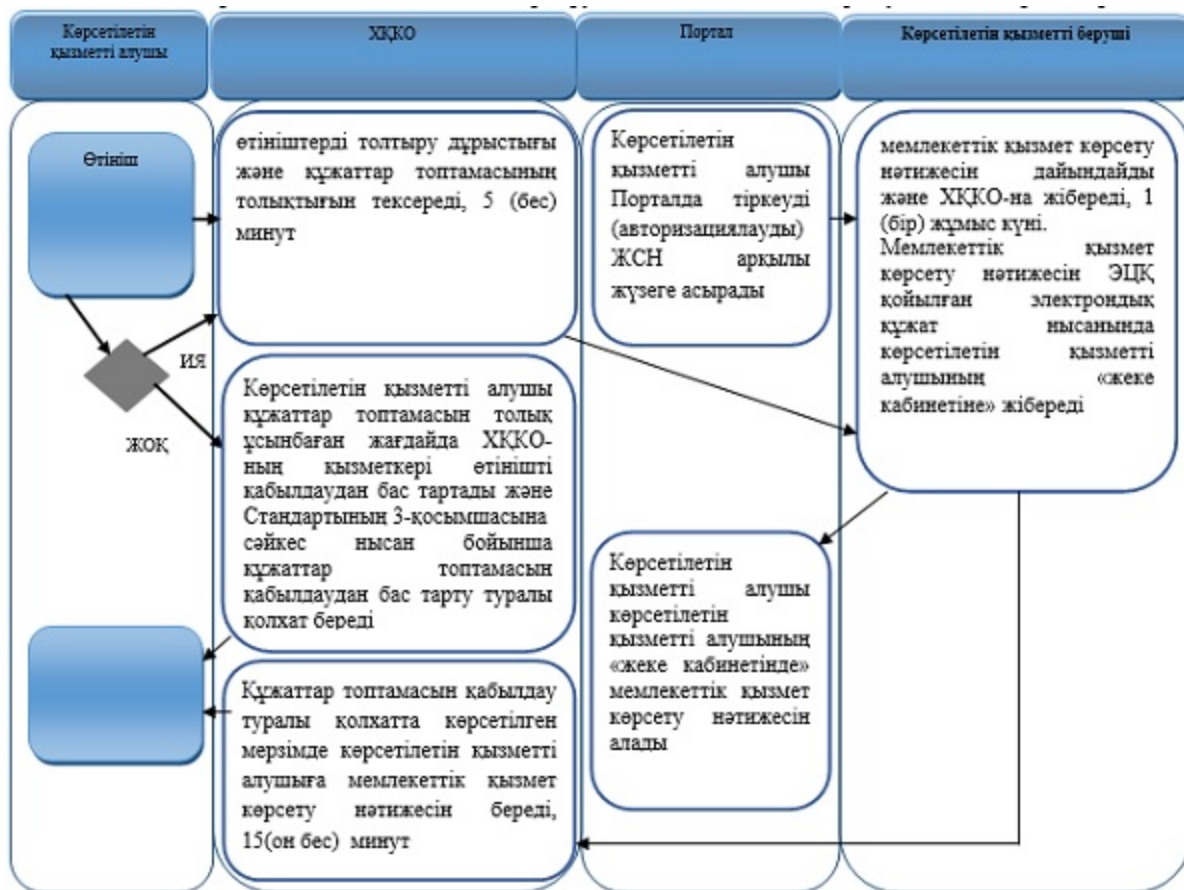 Көрсетілетін
қызметті алушы
ХҚКО
Портал
Көрсетілетін қызметті беруші
Өтініш
ИЯ
ЖОҚ
өтініштерді толтыру дұрыстығы
және құжаттар топтамасының
толықтығын тексереді, 5 (бес)
минут
Көрсетілетін қызметті алушы
құжаттар топтамасын толық
ұсынбаған жағдайда ХҚКО-
ның қызметкері өтінішті
қабылдаудан бас тартады және
Стандартының 3-қосымшасына
сәйкес нысан бойынша
құжаттар топтамасын
қабылдаудан бас тарту туралы
қолхат береді
Құжаттар топтамасын қабылдау
туралы қолхатта көрсетілген
мерзімде көрсетілетін қызметті
алушыға мемлекеттік қызмет
көрсету нәтижесін береді,
15(он бес) минут
Көрсетілетін
қызметті алушы
Порталда тіркеуді
(авторизациялауды)
ЖСН арқылы
жүзеге асырады
Көрсетілетін
қызметті алушы
көрсетілетін
қызметті алушының
«жеке кабинетінде»
мемлекеттік қызмет
көрсету нәтижесін
алады
мемлекеттік қызмет көрсету
нәтижесін дайындайды
және ХҚКО-на жібереді, 1
(бір) жұмыс күні.
Мемлекеттік қызмет
көрсету нәтижесін ЭЦҚ
қойылған электрондық
құжат нысанында
көрсетілетін қызметті
алушының «жеке
кабинетіне» жібереді